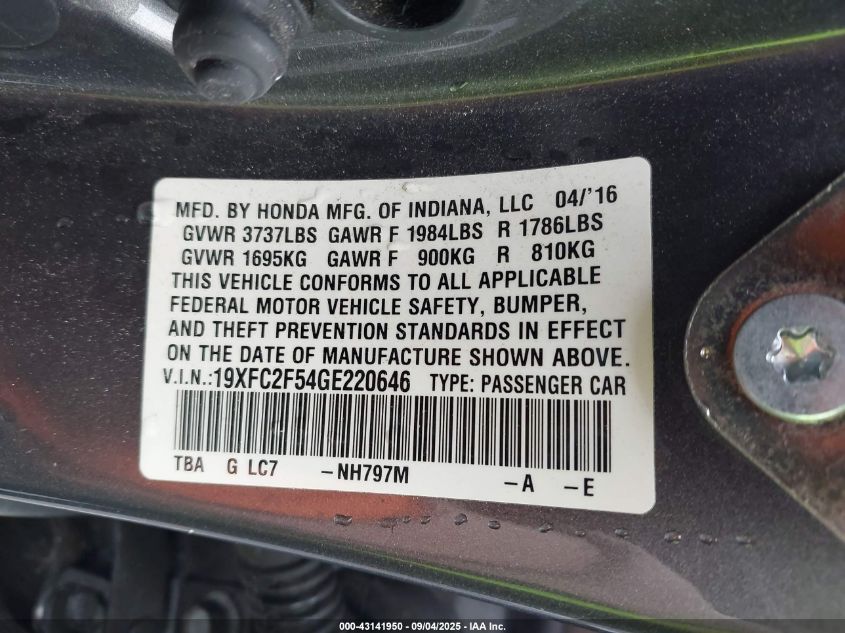 MFD. BY HONDA MFG. OF INDIANA, LLC 04/'16
GVWR 3737LBS GAWR F 1984LBS R 1786LBS
GVWR 1695KG GAWR F 900KG R 810KG
THIS VEHICLE CONFORMS TO ALL APPLICABLE
FEDERAL MOTOR VEHICLE SAFETY, BUMPER,
AND THEFT PREVENTION STANDARDS IN EFFECT
ON THE DATE OF MANUFACTURE SHOWN ABOVE.
V.I.N.:19XFC2F54GE220646 TYPE: PASSENGER CAR
TBA G LC7 –NH797M –A –E
000-43141950 - 09/04/2025 - IAA Inc.